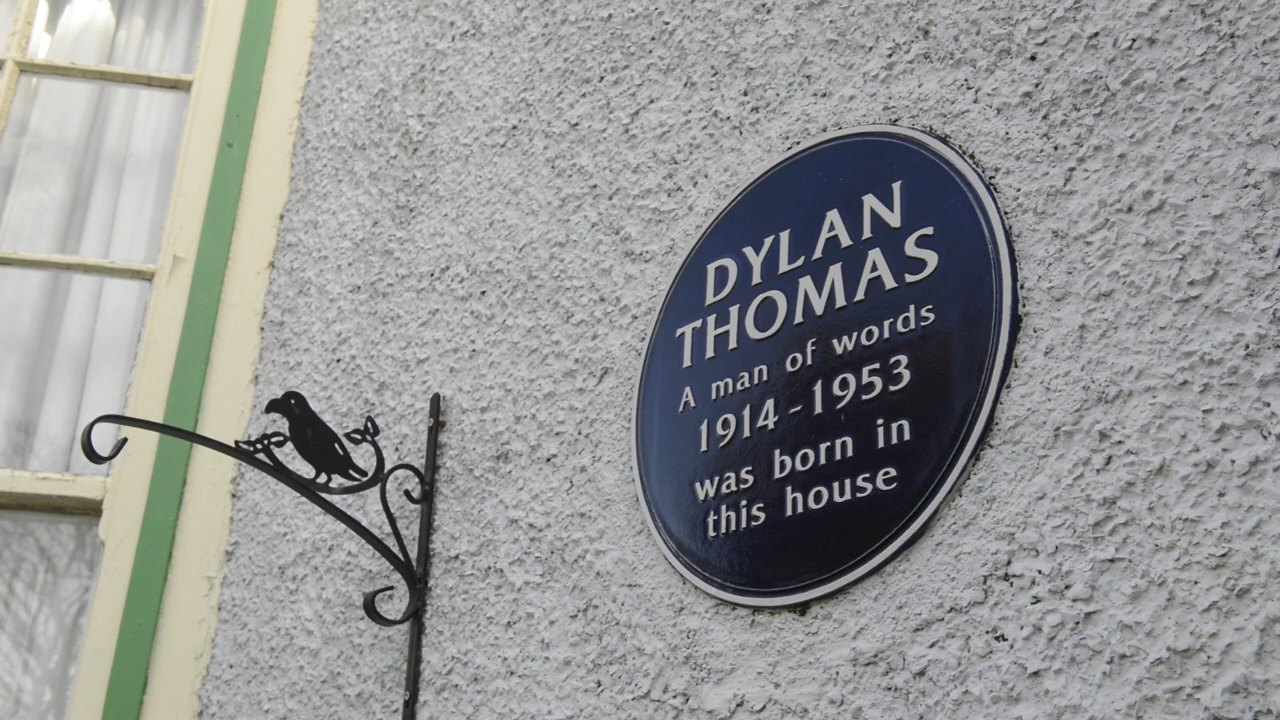 DYLAN
THOMAS
A man of words
1914-1953
was born in
this house